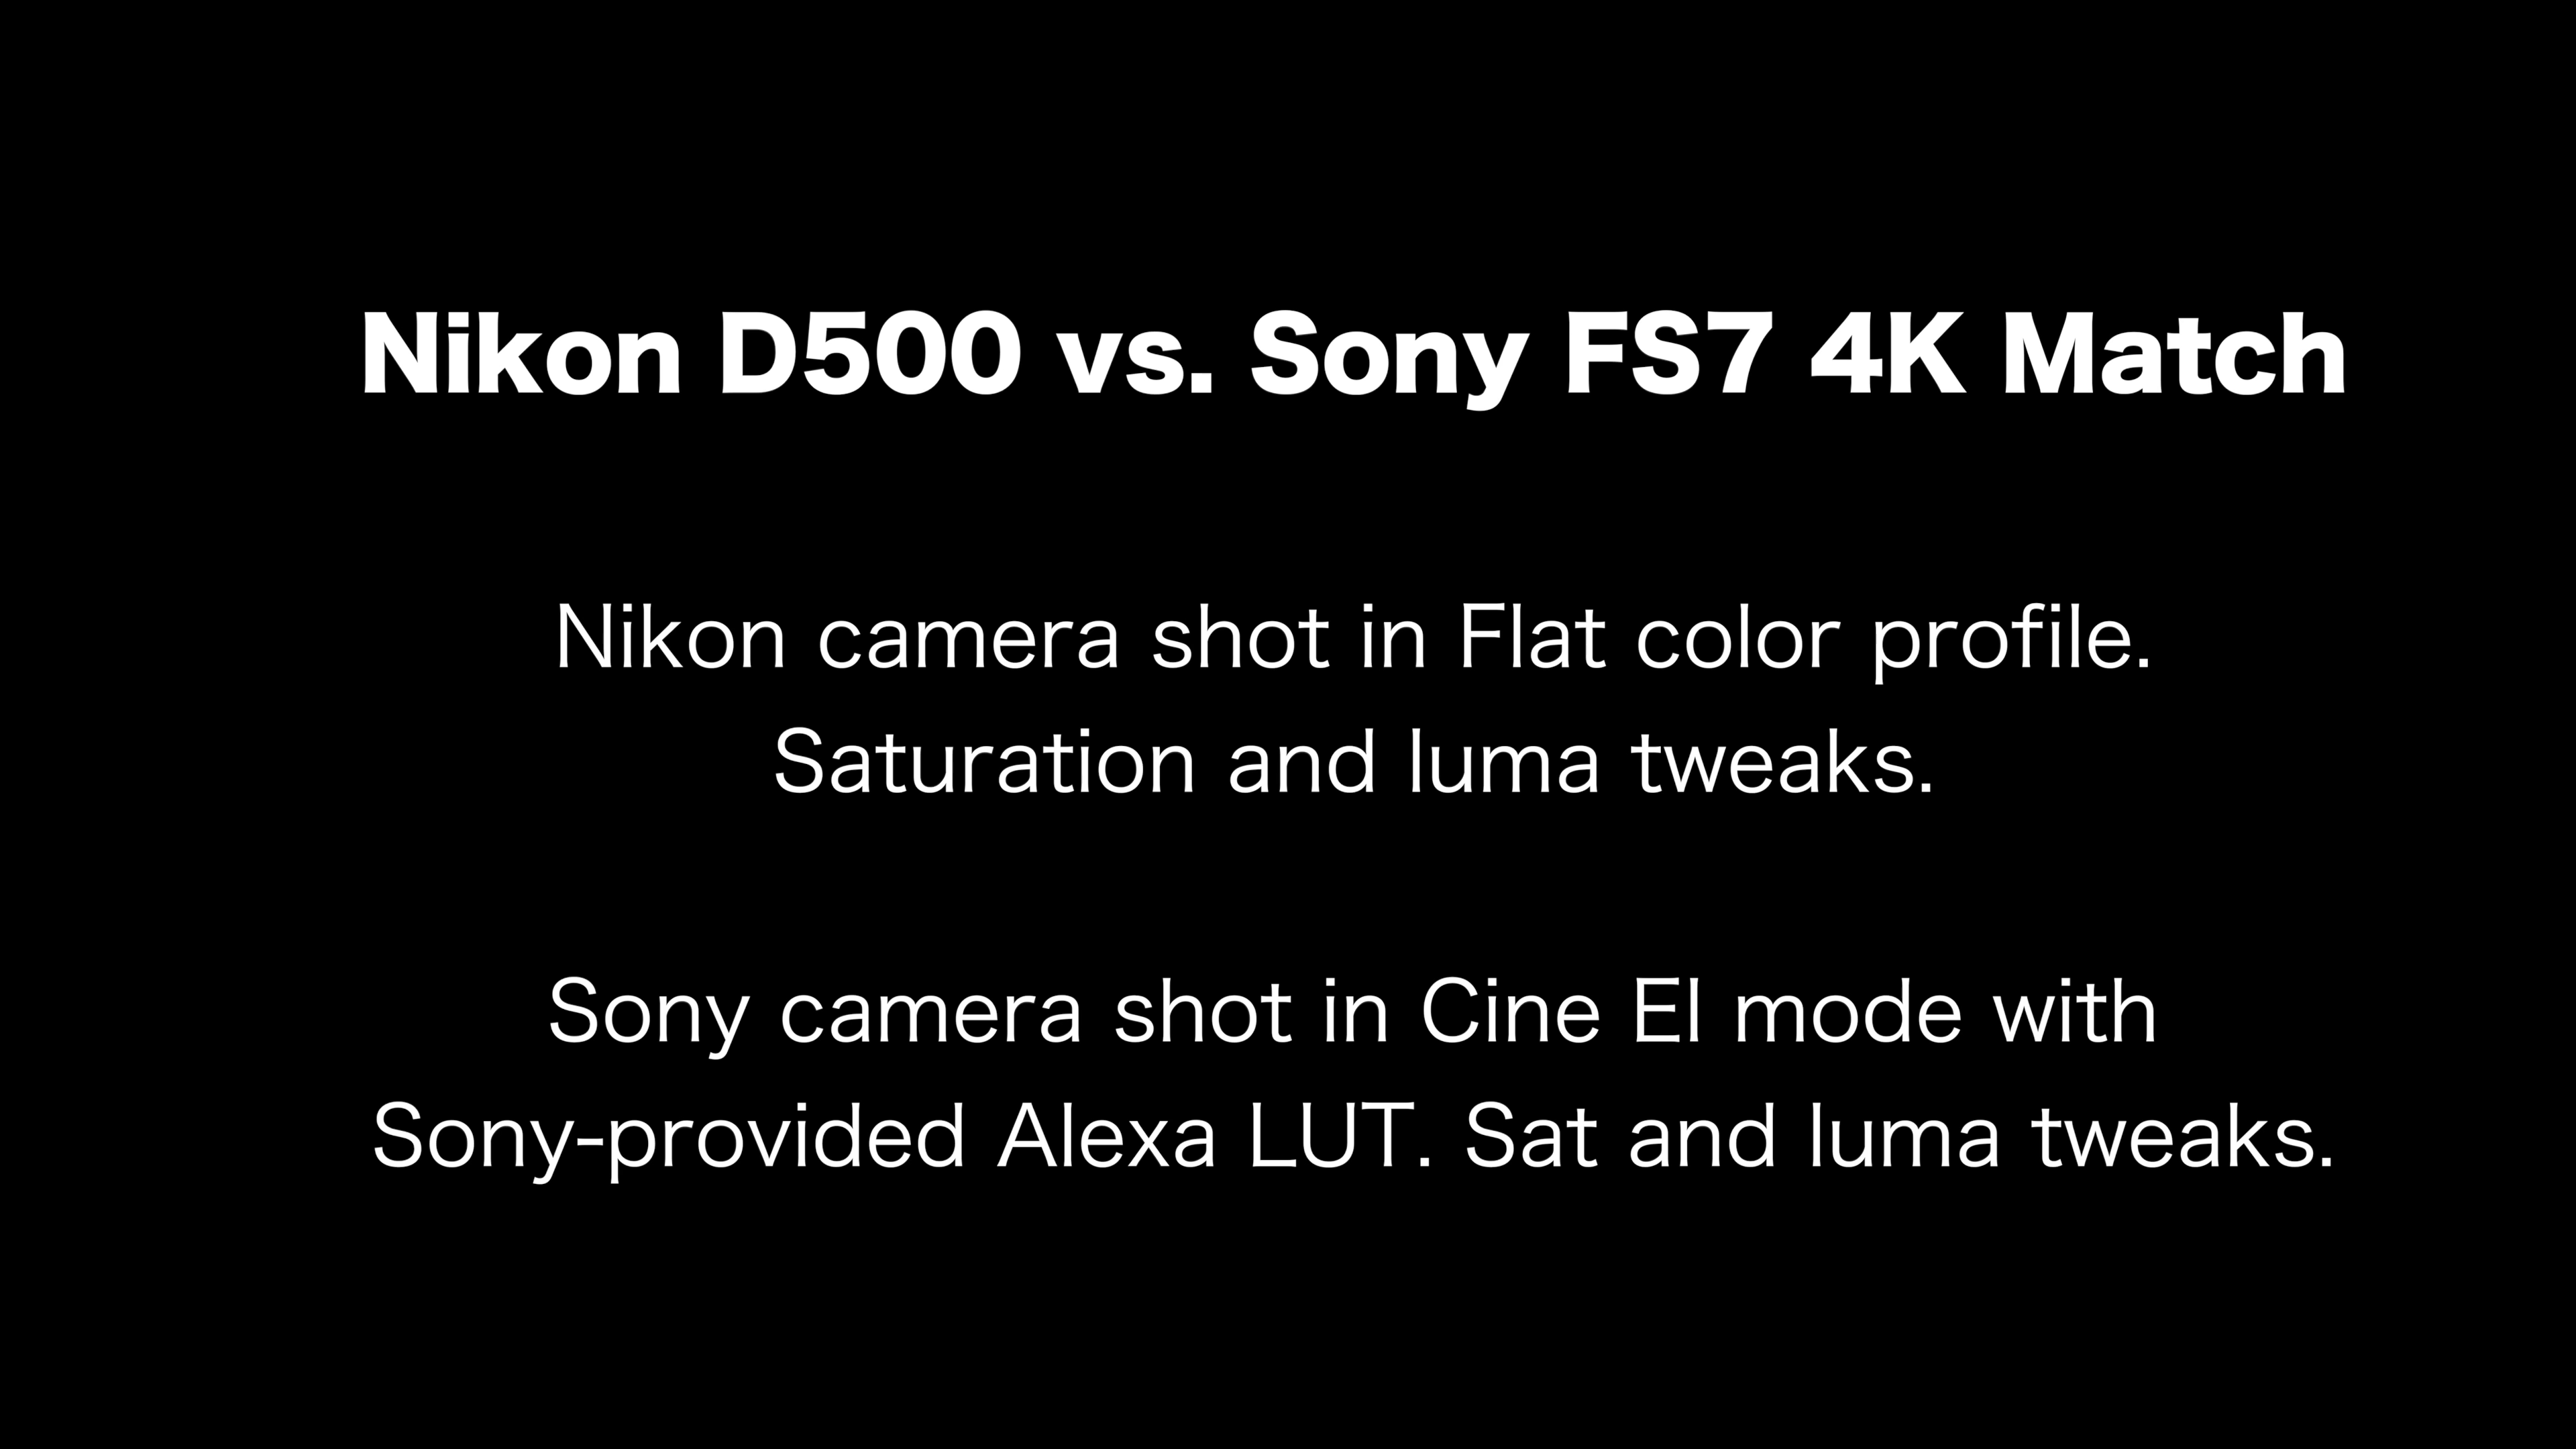 Nikon D500 vs. Sony FS7 4K Match
Nikon camera shot in Flat color profile.
Saturation and luma tweaks.
Sony camera shot in Cine EI mode with
Sony-provided Alexa LUT. Sat and luma tweaks.